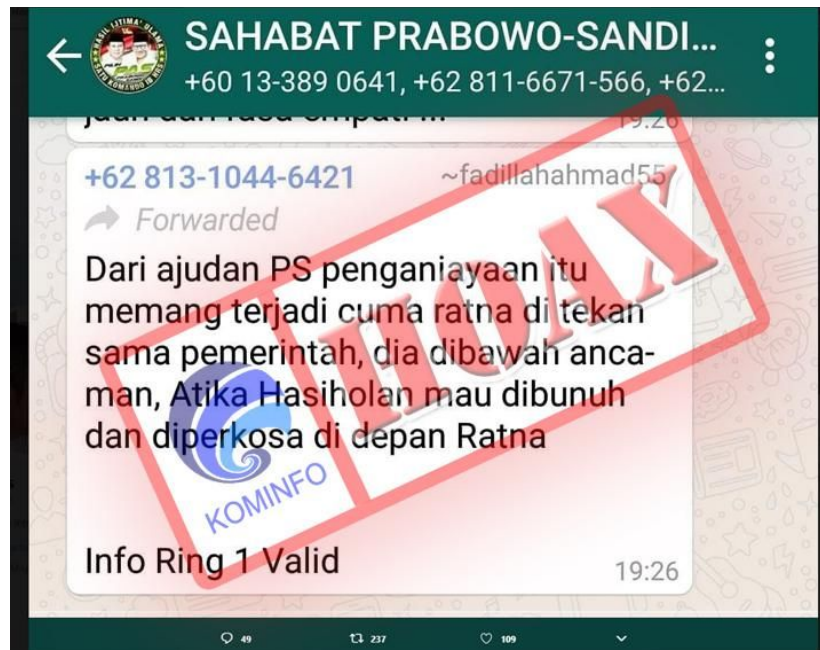 SAHABAT PRABOWO-SANDI...
+60 13-389 0641, +62 811-6671-566, +62...
19:26
+62 813-1044-6421 ~fadillahahmad55
Forwarded
Dari ajudan PS penganiayaan itu
memang terjadi cuma ratna di tekan
sama pemerintah, dia dibawah anca-
man, Atika Hasiholan mau dibunuh
dan diperkosa di depan Ratna
Info Ring 1 Valid
19:26
HOAX
KOMINFO
49 237 109